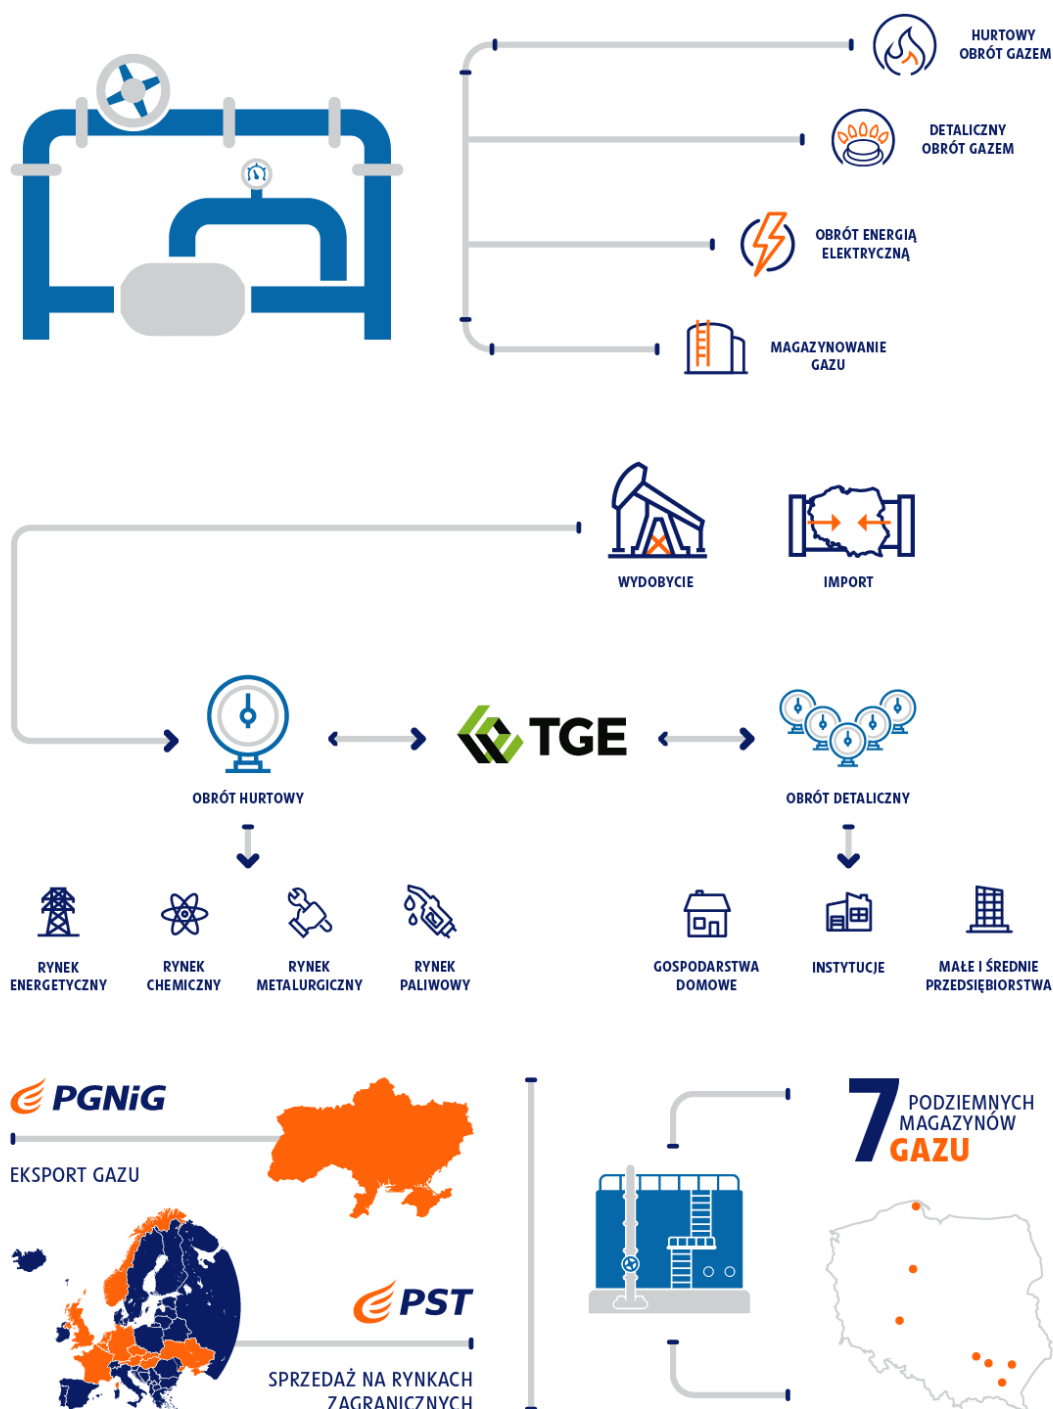 HURTOWY
OBRÓT GAZEM
DETALICZNY
OBRÓT GAZEM
OBRÓT ENERGIĄ
ELEKTRYCZNĄ
MAGAZYNOWANIE
GAZU
WYDOBYCIE
IMPORT
TGE
OBRÓT HURTOWY
OBRÓT DETALICZNY
RYNEK
ENERGETYCZNY
RYNEK
CHEMICZNY
RYNEK
METALURGICZNY
RYNEK
PALIWOWY
GOSPODARSTWA
DOMOWE
INSTYTUCJE
MAŁE I ŚREDNIE
PRZEDSIĘBIORSTWA
PGNiG
EKSPORT GAZU
PST
SPRZEDAŻ NA RYNKACH
ZAGRANICZNYCH
7 PODZIEMNYCH
MAGAZYNÓW
GAZU